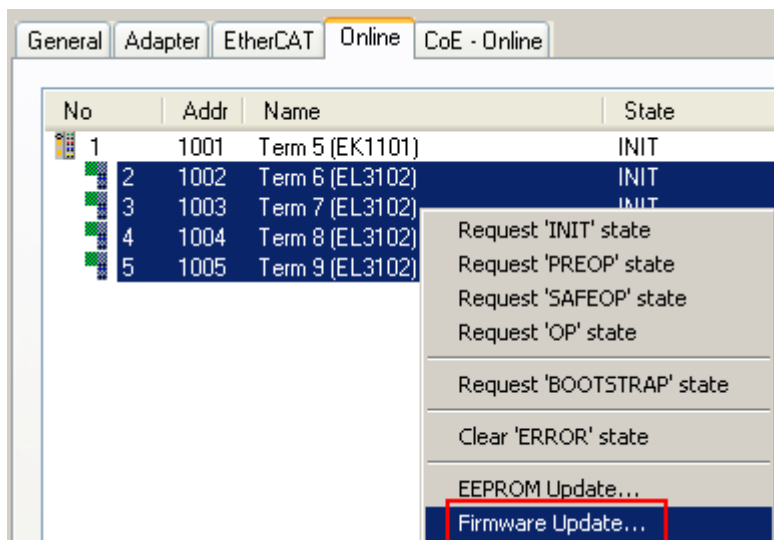 General Adapter EtherCAT Online CoE - Online
No Addr Name State
1 1001 Term 5 (EK1101) INIT
2 1002 Term 6 (EL3102) INIT
3 1003 Term 7 (EL3102) INIT
4 1004 Term 8 (EL3102)
5 1005 Term 9 (EL3102)
Request 'INIT' state
Request 'PREOP' state
Request 'SAFEOP' state
Request 'OP' state
Request 'BOOTSTRAP' state
Clear 'ERROR' state
EEPROM Update...
Firmware Update...